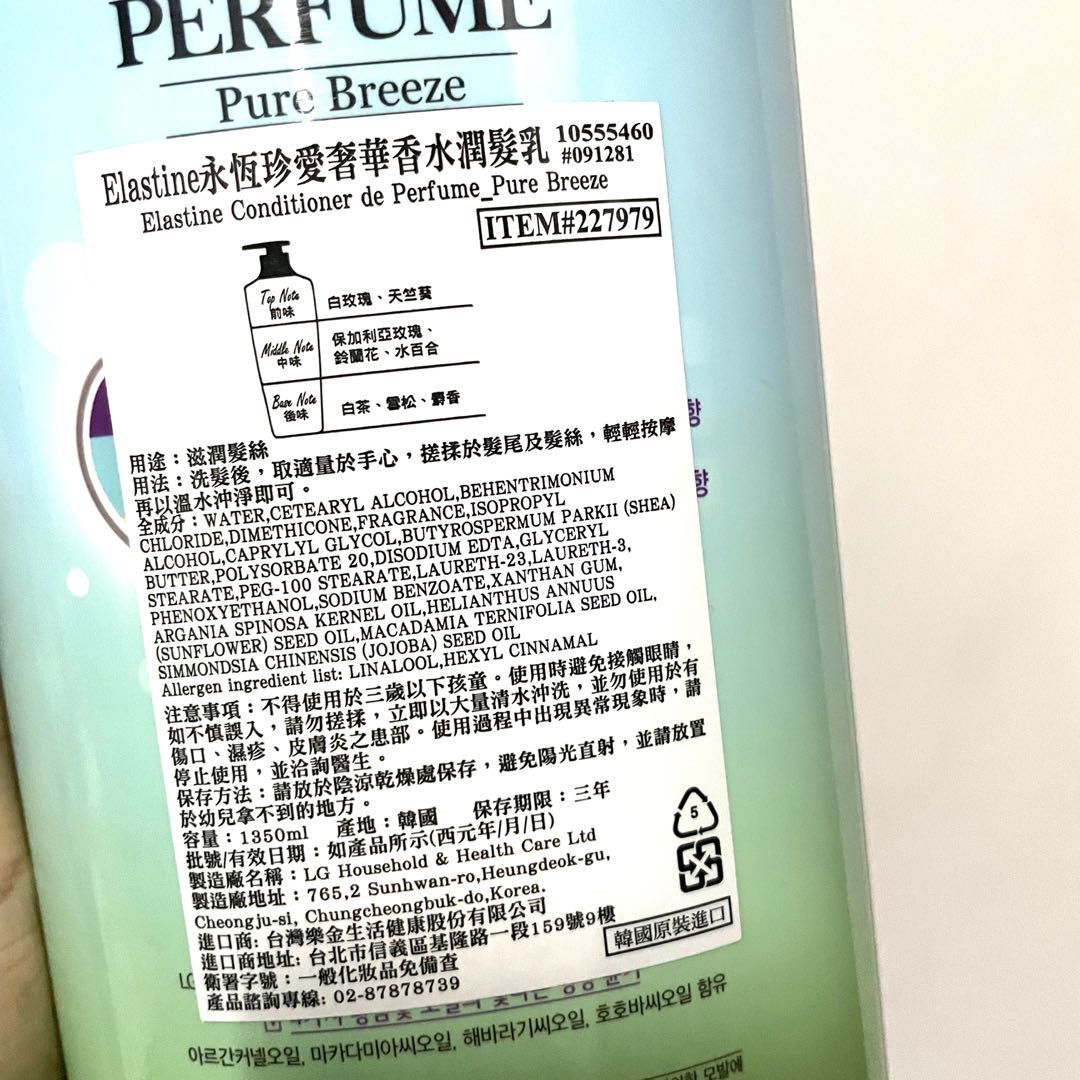 PERFUME
Pure Breeze
Elastine永恆珍愛奢華香水潤髮乳 10555460
#091281
Elastine Conditioner de Perfume_Pure Breeze
ITEM#227979
Top Note
前味
白玫瑰、天竺葵
Middle Note
中味
保加利亞玫瑰、
鈴蘭花、水百合
Base Note
後味
白茶、雪松、麝香
향
향
用途：滋潤髮絲
用法：洗髮後，取適量於手心，搓揉於髮尾及髮絲，輕輕按摩
再以溫水沖淨即可。
全成分：WATER,CETEARYL ALCOHOL,BEHENTRIMONIUM
CHLORIDE,DIMETHICONE,FRAGRANCE,ISOPROPYL
ALCOHOL,CAPRYLYL GLYCOL,BUTYROSPERMUM PARKII (SHEA)
BUTTER,POLYSORBATE 20,DISODIUM EDTA,GLYCERYL
STEARATE,PEG-100 STEARATE,LAURETH-23,LAURETH-3,
PHENOXYETHANOL,SODIUM BENZOATE,XANTHAN GUM,
ARGANIA SPINOSA KERNEL OIL,HELIANTHUS ANNUUS
(SUNFLOWER) SEED OIL,MACADAMIA TERNIFOLIA SEED OIL,
SIMMONDSIA CHINENSIS (JOJOBA) SEED OIL
Allergen ingredient list: LINALOOL,HEXYL CINNAMAL
注意事項：不得使用於三歲以下孩童。使用時避免接觸眼睛，
如不慎誤入，請勿搓揉，立即以大量清水沖洗，並勿使用於有
傷口、濕疹、皮膚炎之患部。使用過程中出現異常現象時，請
停止使用，並洽詢醫生。
保存方法：請放於陰涼乾燥處保存，避免陽光直射，並請放置
於幼兒拿不到的地方。
容量：1350ml 產地：韓國 保存期限：三年
批號/有效日期：如產品所示(西元年/月/日)
製造廠名稱：LG Household & Health Care Ltd
製造廠地址：765,2 Sunhwan-ro,Heungdeok-gu,
Cheongju-si, Chungcheongbuk-do,Korea.
進口商: 台灣樂金生活健康股份有限公司
進口商地址: 台北市信義區基隆路一段159號9樓
衛署字號：一般化妝品免備查
產品諮詢專線: 02-87878739
5
韓國原裝進口
아르간커넬오일, 마카다미아씨오일, 해바라기씨오일, 호호바씨오일 함유
모발에